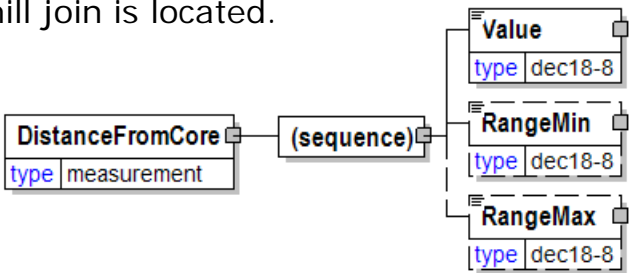 ill join is located.
Value
type dec18-8
DistanceFromCore
type measurement
(sequence)
RangeMin
type dec18-8
RangeMax
type dec18-8